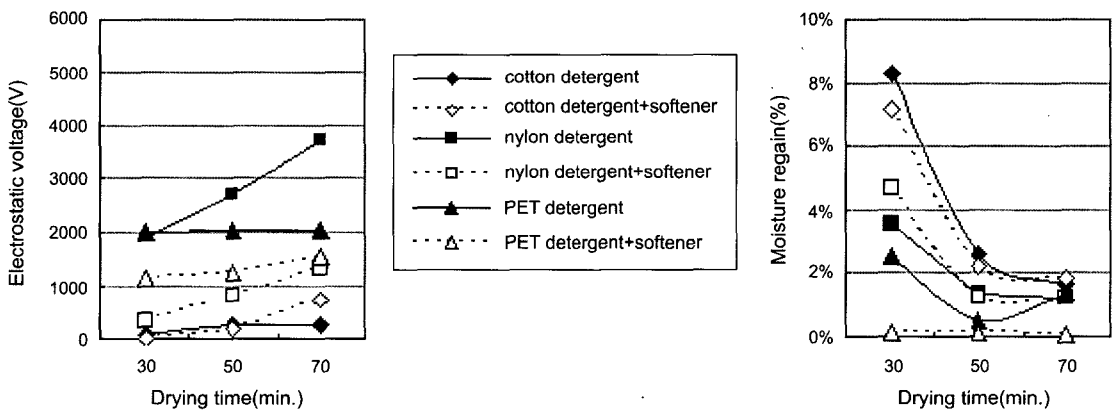 6000
5000
4000
3000
2000
1000
0
Electrostatic voltage(V)
30 50 70
Drying time(min.)
cotton detergent
cotton detergent+softener
nylon detergent
nylon detergent+softener
PET detergent
PET detergent+softener
10%
8%
6%
4%
2%
0%
Moisture regain(%)
30 50 70
Drying time(min.)